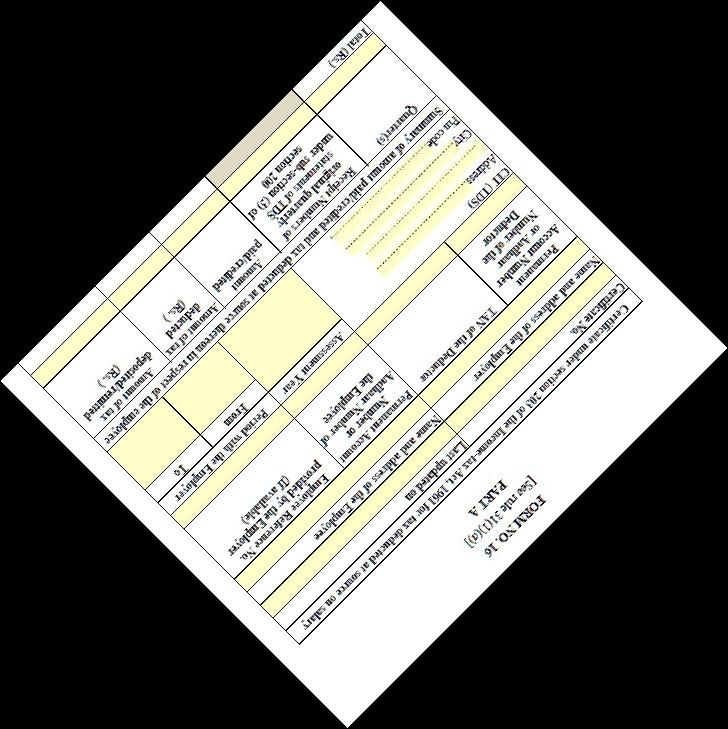 FORM NO. 16
[See rule 31(1)(a)]
PART A
Certificate under section 203 of the Income-tax Act, 1961 for tax deducted at source on salary
Certificate No.
Last updated on
Name and address of the Employer
Name and address of the Employee
Permanent
Account Number
or Aadhaar
Number of the
Deductor
TAN of the Deductor
Permanent Account
Number or
Aadhaar Number of
the Employee
Employee Reference No.
provided by the Employer
(If available)
CIT (TDS)
Assessment Year
Period with the Employer
Address
City
Pin code
From
To
Summary of amount paid/credited and tax deducted at source thereon in respect of the employee
Quarter(s)
Receipt Numbers of
original quarterly
statements of TDS
under sub-section (3) of
section 200
Amount
paid/credited
Amount of tax
deducted
(Rs.)
Amount of tax
deposited/remitted
(Rs.)
Total (Rs.)